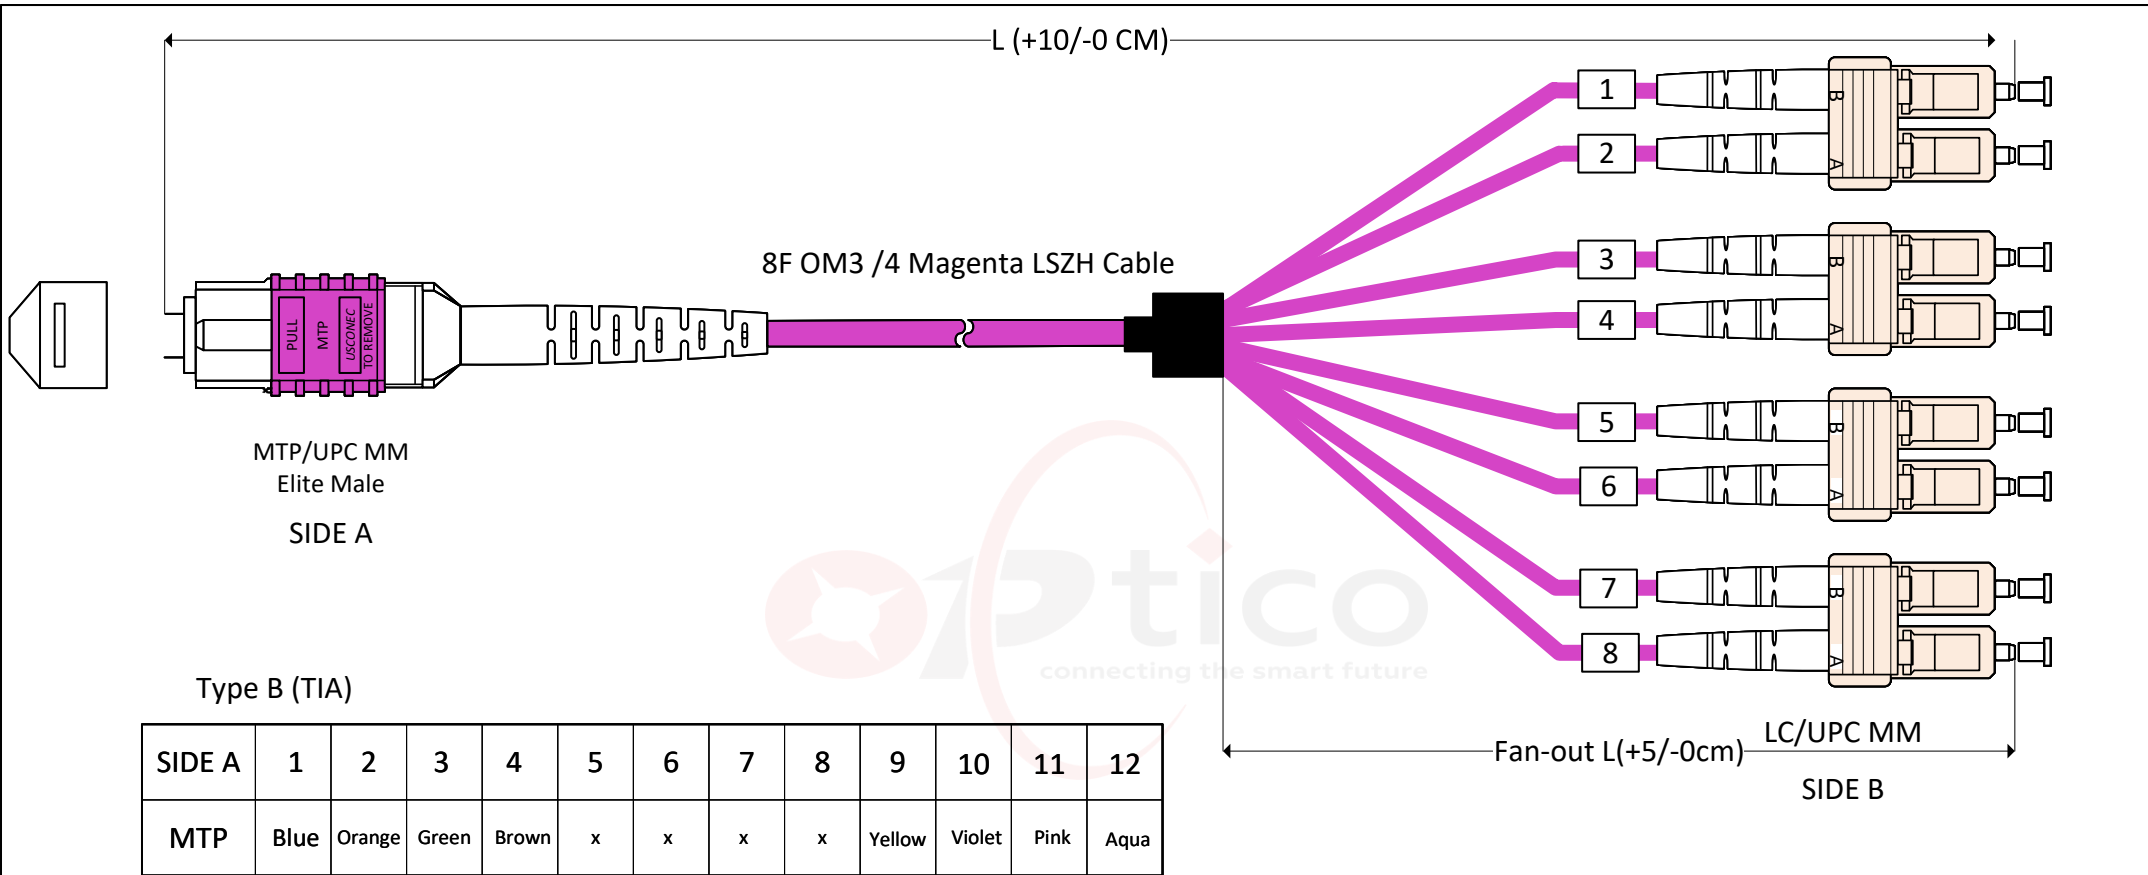 L (+10/-0 CM)
1
B
2
A
8F OM3 /4 Magenta LSZH Cable
3
B
4
A
PULL
MTP
USCONEC
TO REMOVE
5
B
6
A
MTP/UPC MM
Elite Male
SIDE A
7
B
8
A
Optico
connecting the smart future
Type B (TIA)
Fan-out L(+5/-0cm)
LC/UPC MM
SIDE B
SIDE A 1 2 3 4 5 6 7 8 9 10 11 12
MTP Blue Orange Green Brown x x x x Yellow Violet Pink Aqua